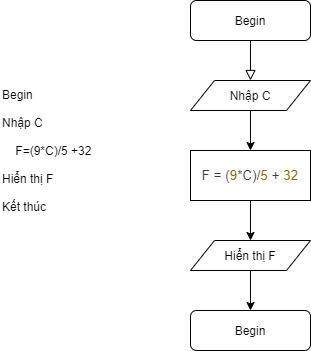 Begin
Nhập C
F=(9*C)/5 +32
Hiển thị F
Kết thúc
Begin
Nhập C
F = (9*C)/5 + 32
Hiển thị F
Begin